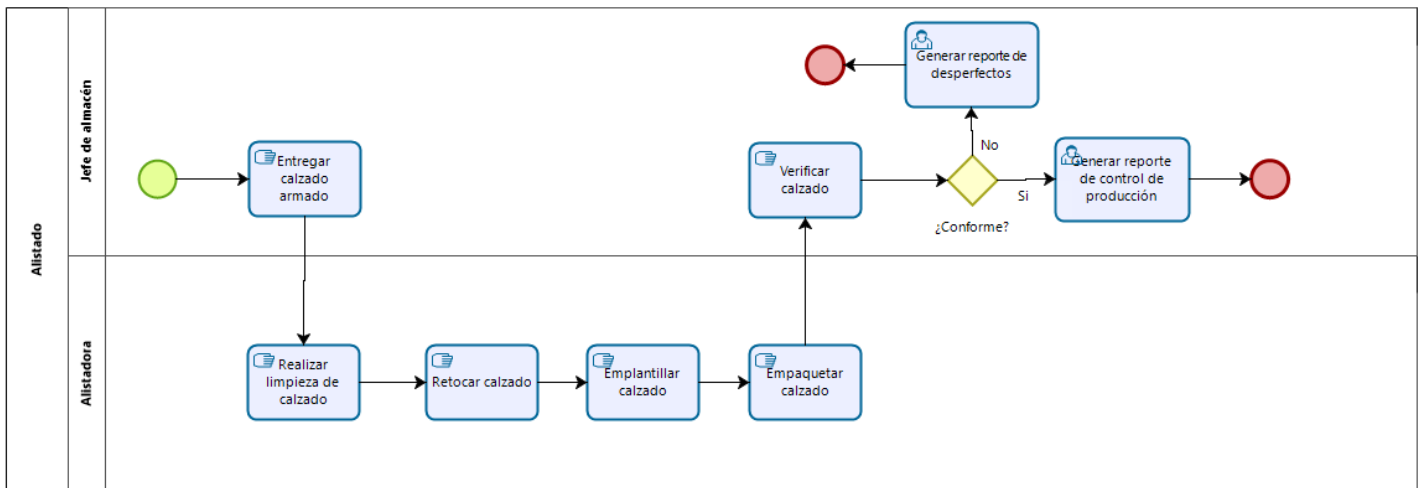 Alistado
Jefe de almacén
Generar reporte de
desperfectos
Entregar
calzado
armado
Verificar
calzado
No
Si
¿Conforme?
Generar reporte
de control de
producción
Alistadora
Realizar
limpieza de
calzado
Retocar calzado
Emplantillar
calzado
Empaquetar
calzado